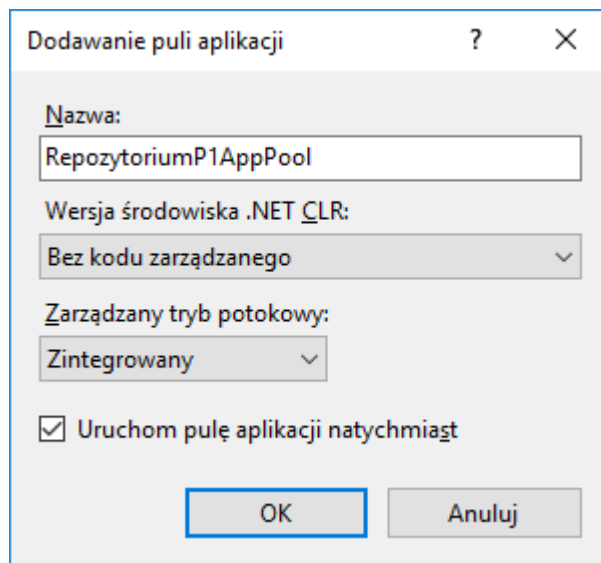 Dodawanie puli aplikacji ?
Nazwa:
RepozytoriumP1AppPool
Wersja środowiska .NET CLR:
Bez kodu zarządzanego
Zarządzany tryb potokowy:
Zintegrowany
Uruchom pulę aplikacji natychmiast
OK Anuluj